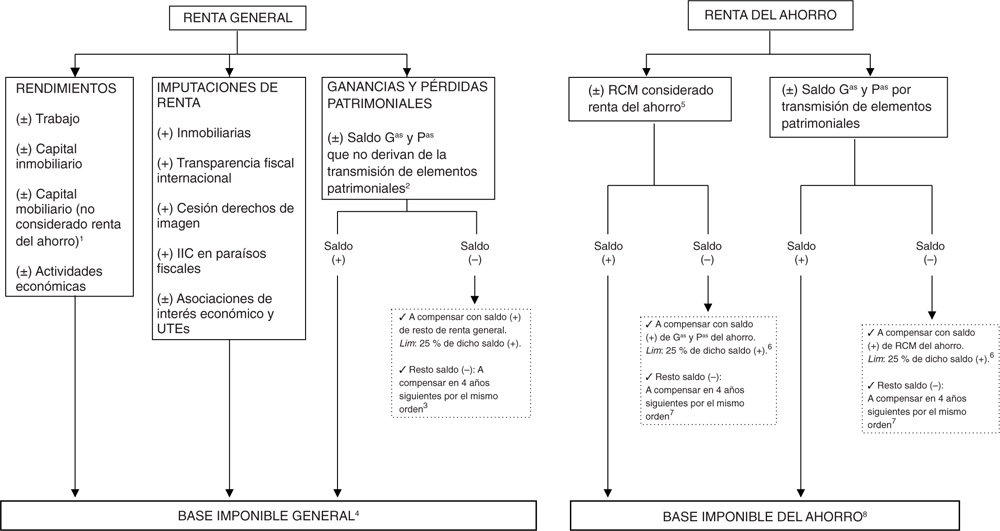 RENTA GENERAL
RENDIMIENTOS
(±) Trabajo
(±) Capital
inmobiliario
(±) Capital
mobiliario (no
considerado renta
del ahorro)¹
(±) Actividades
económicas
IMPUTACIONES DE
RENTA
(+) Inmobiliarias
(+) Transparencia fiscal
internacional
(+) Cesión derechos de
imagen
(+) IIC en paraísos
fiscales
(±) Asociaciones de
interés económico y
UTEs
GANANCIAS Y PÉRDIDAS
PATRIMONIALES
(±) Saldo Gᵃˢ y Pᵃˢ
que no derivan de la
transmisión de elementos
patrimoniales²
Saldo
(+)
Saldo
(–)
✓ A compensar con saldo (+)
de resto de renta general.
Lim: 25 % de dicho saldo (+).
✓ Resto saldo (–): A
compensar en 4 años
siguientes por el mismo
orden³
BASE IMPONIBLE GENERAL⁴
RENTA DEL AHORRO
(±) RCM considerado
renta del ahorro⁵
(±) Saldo Gᵃˢ y Pᵃˢ por
transmisión de elementos
patrimoniales
Saldo
(+)
Saldo
(–)
Saldo
(+)
Saldo
(–)
✓ A compensar con saldo
(+) de Gᵃˢ y Pᵃˢ del ahorro.
Lim: 25 % de dicho saldo (+).⁶
✓ Resto saldo (–):
A compensar en 4 años
siguientes por el mismo
orden⁷
✓ A compensar con saldo
(+) de RCM del ahorro.
Lim: 25 % de dicho saldo (+).⁶
✓ Resto saldo (–):
A compensar en 4 años
siguientes por el mismo
orden⁷
BASE IMPONIBLE DEL AHORRO⁸